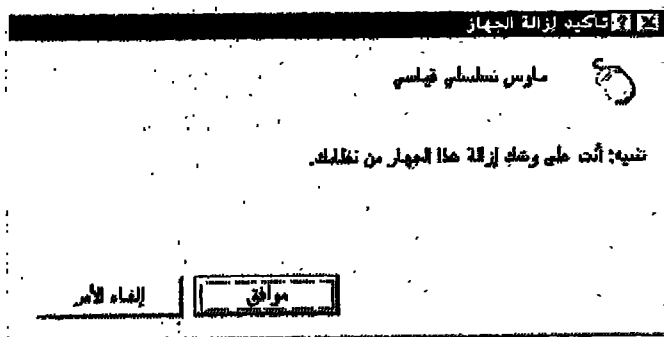 تأكيد إزالة الجهاز
ماوس تسلسلي قياسي
تنبيه: أنت على وشك إزالة هذا الجهاز من نظامك.
موافق
إلغاء الأمر